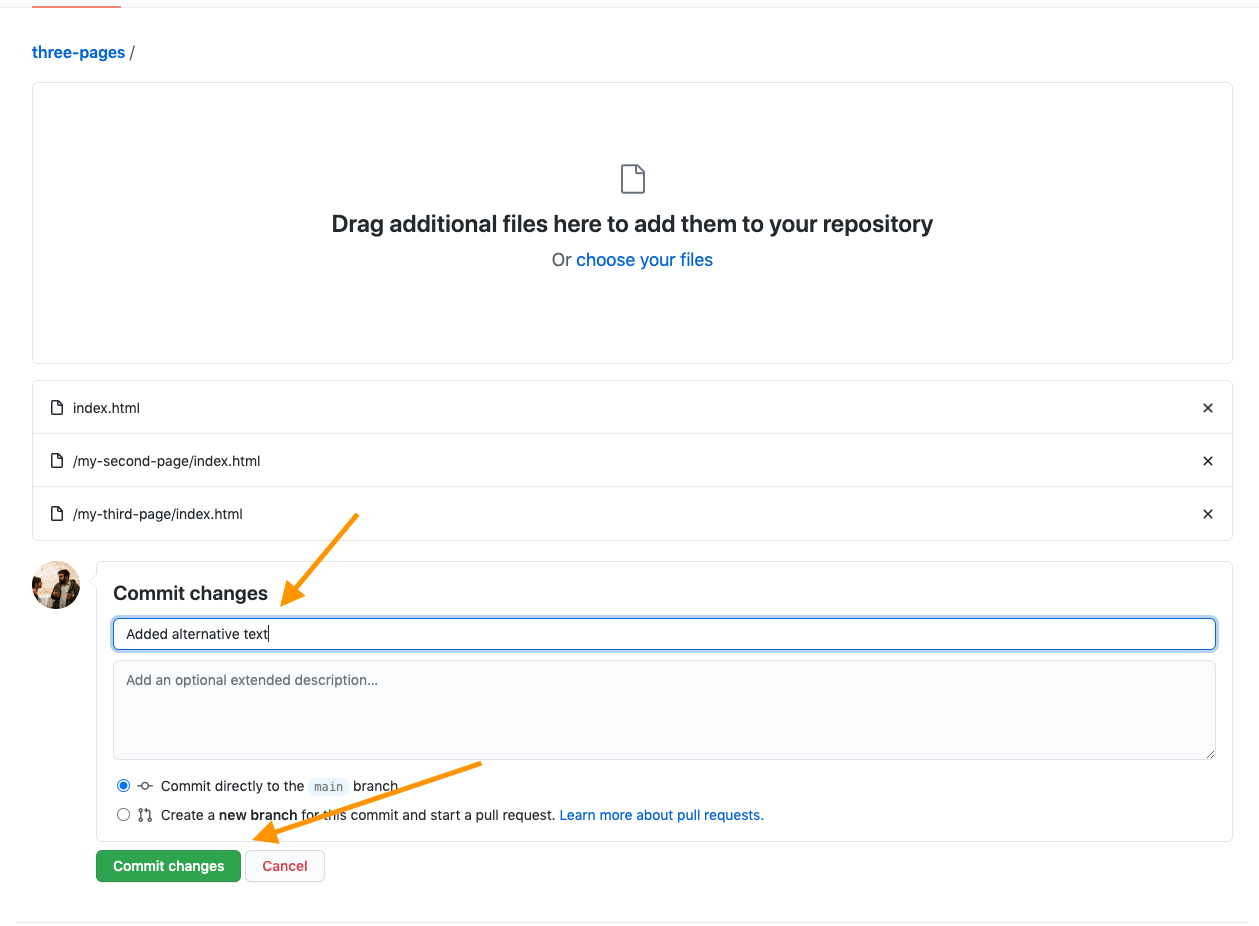 three-pages /
Drag additional files here to add them to your repository
Or choose your files
index.html
/my-second-page/index.html
/my-third-page/index.html
Commit changes
Added alternative text
Add an optional extended description...
Commit directly to the main branch.
Create a new branch for this commit and start a pull request. Learn more about pull requests.
Commit changes Cancel